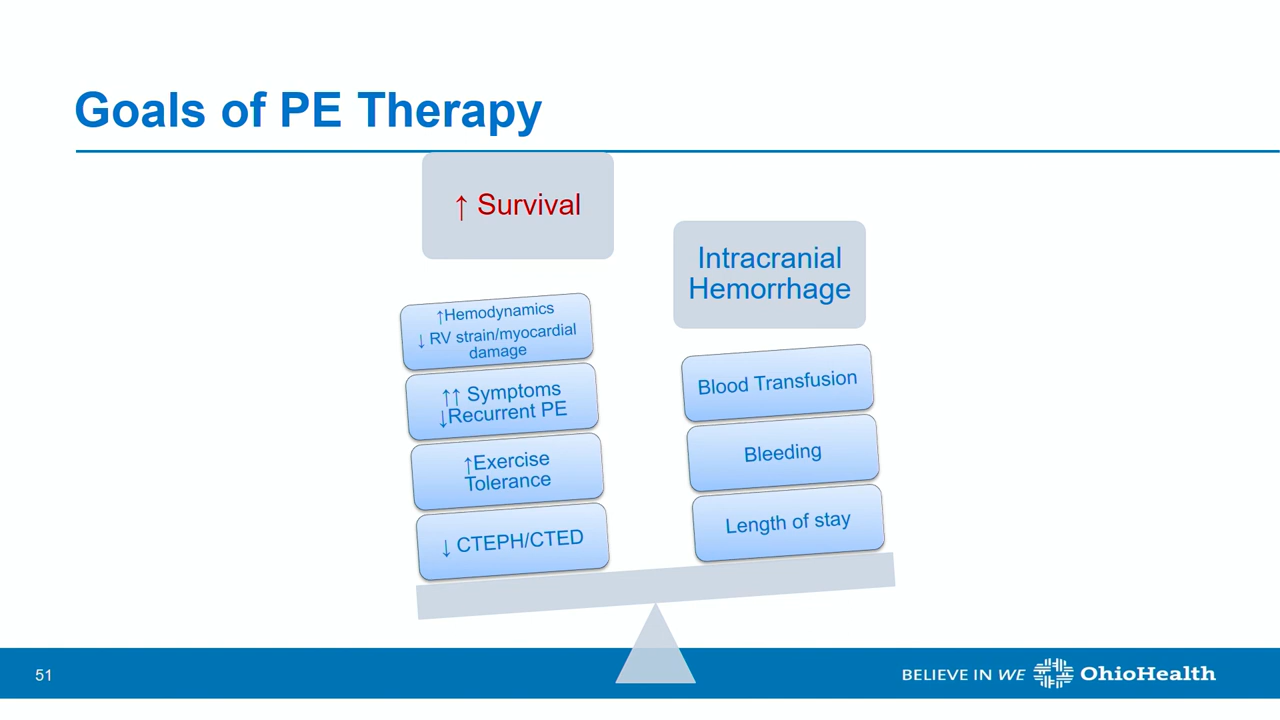 Goals of PE Therapy
↑ Survival
↑Hemodynamics
↓ RV strain/myocardial
damage
↑↑ Symptoms
↓Recurrent PE
↑Exercise
Tolerance
↓ CTEPH/CTED
Intracranial
Hemorrhage
Blood Transfusion
Bleeding
Length of stay
51
BELIEVE IN WE OhioHealth